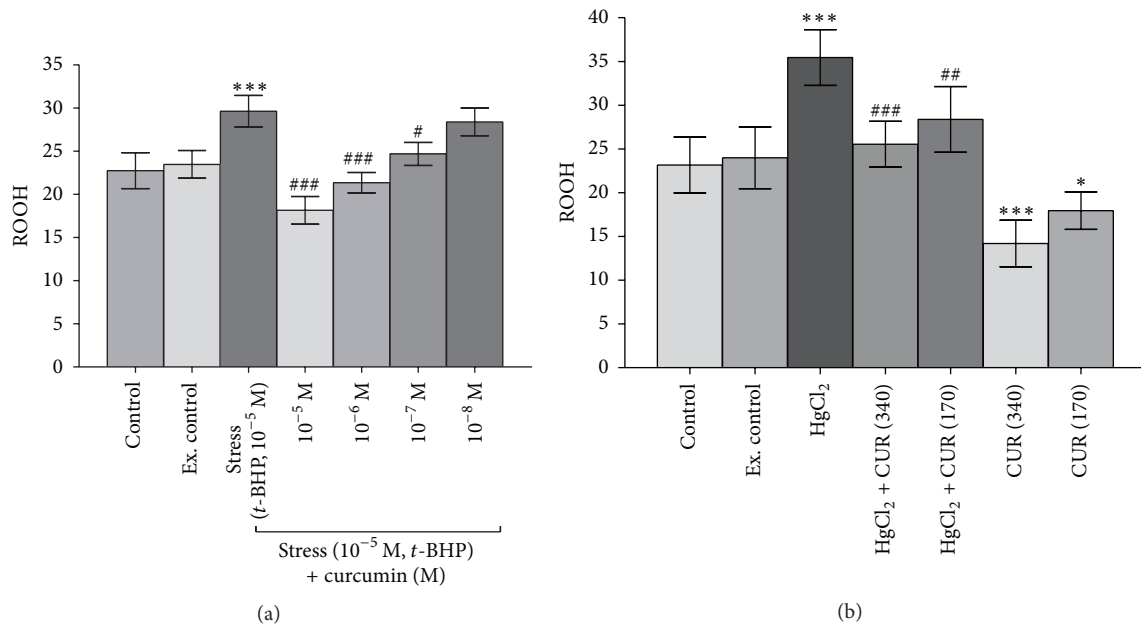 35
30
25
20
15
10
5
0
ROOH
***
###
###
#
Control
Ex. control
Stress
(t-BHP, 10⁻⁵ M)
10⁻⁵ M
10⁻⁶ M
10⁻⁷ M
10⁻⁸ M
Stress (10⁻⁵ M, t-BHP)
+ curcumin (M)
(a)
40
35
30
25
20
15
10
5
0
ROOH
***
###
##
***
*
Control
Ex. control
HgCl₂
HgCl₂ + CUR (340)
HgCl₂ + CUR (170)
CUR (340)
CUR (170)
(b)